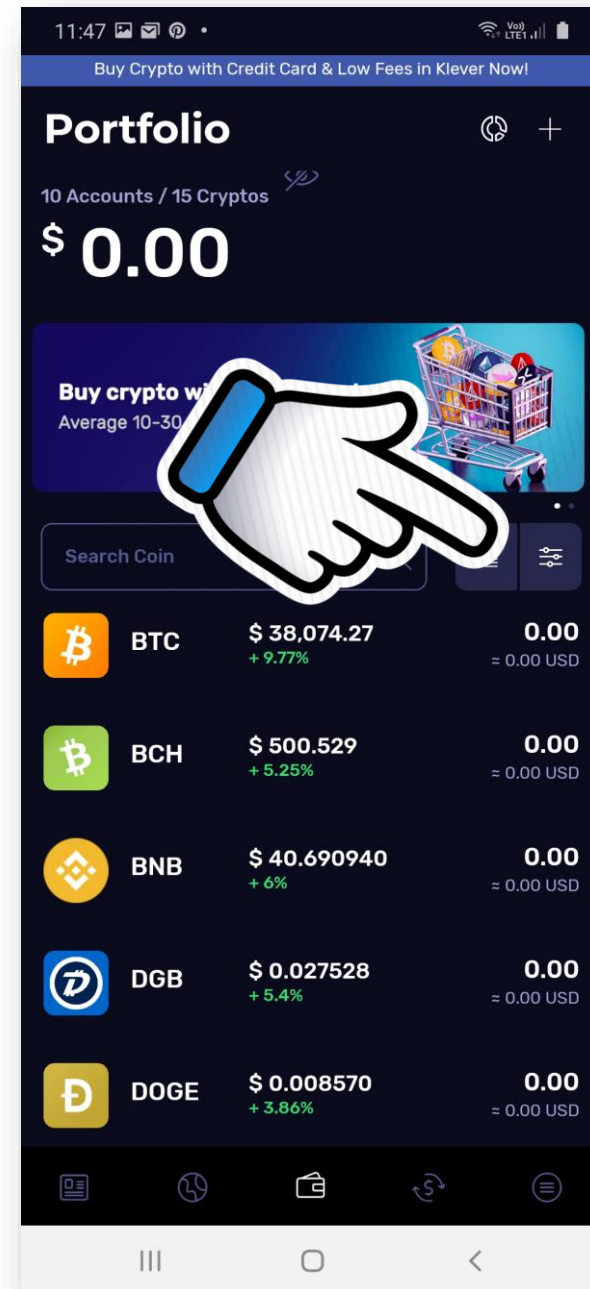 11:47
Vo))
LTE1
Buy Crypto with Credit Card & Low Fees in Klever Now!
Portfolio
10 Accounts / 15 Cryptos
$ 0.00
Buy crypto wi
Average 10-30
Search Coin
BTC $ 38,074.27 0.00
+ 9.77% ≈ 0.00 USD
BCH $ 500.529 0.00
+ 5.25% ≈ 0.00 USD
BNB $ 40.690940 0.00
+ 6% ≈ 0.00 USD
DGB $ 0.027528 0.00
+ 5.4% ≈ 0.00 USD
DOGE $ 0.008570 0.00
+ 3.86% ≈ 0.00 USD